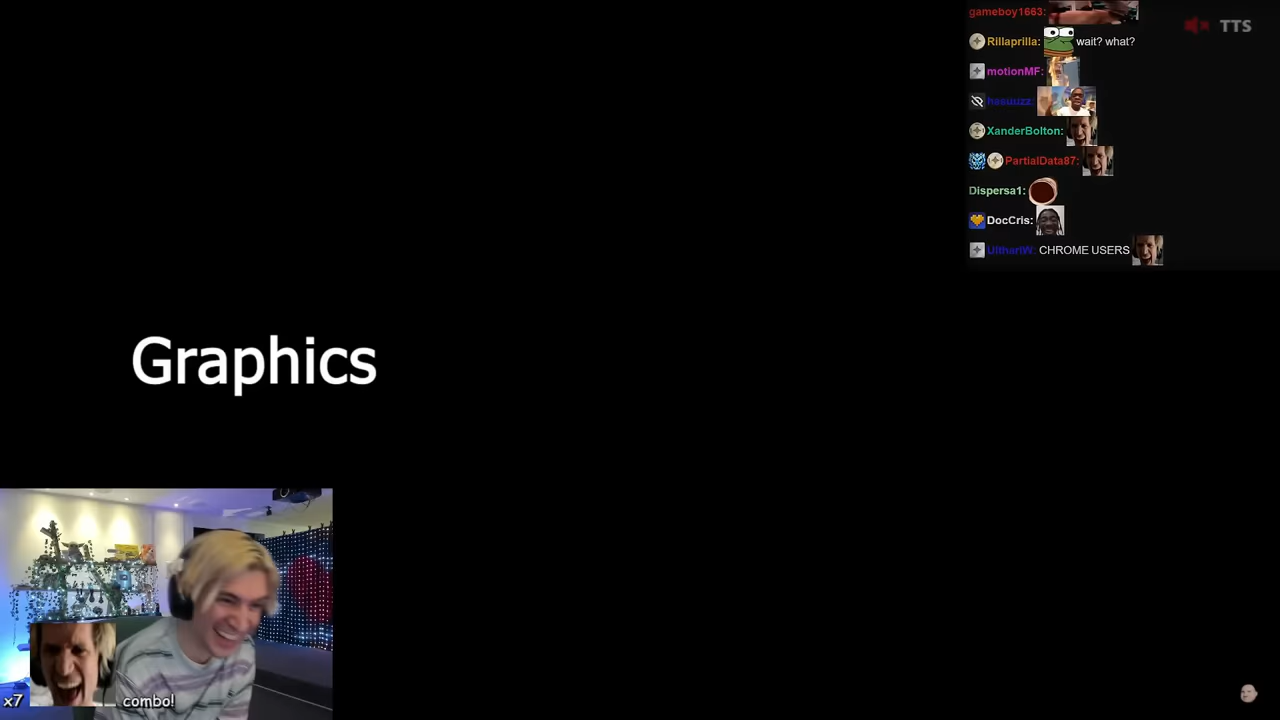 gameboy1663:
TTS
Rillaprilla: wait? what?
motionMF:
XanderBolton:
PartialData87:
Dispersa1:
DocCris:
CHROME USERS
Graphics
x7 combo!